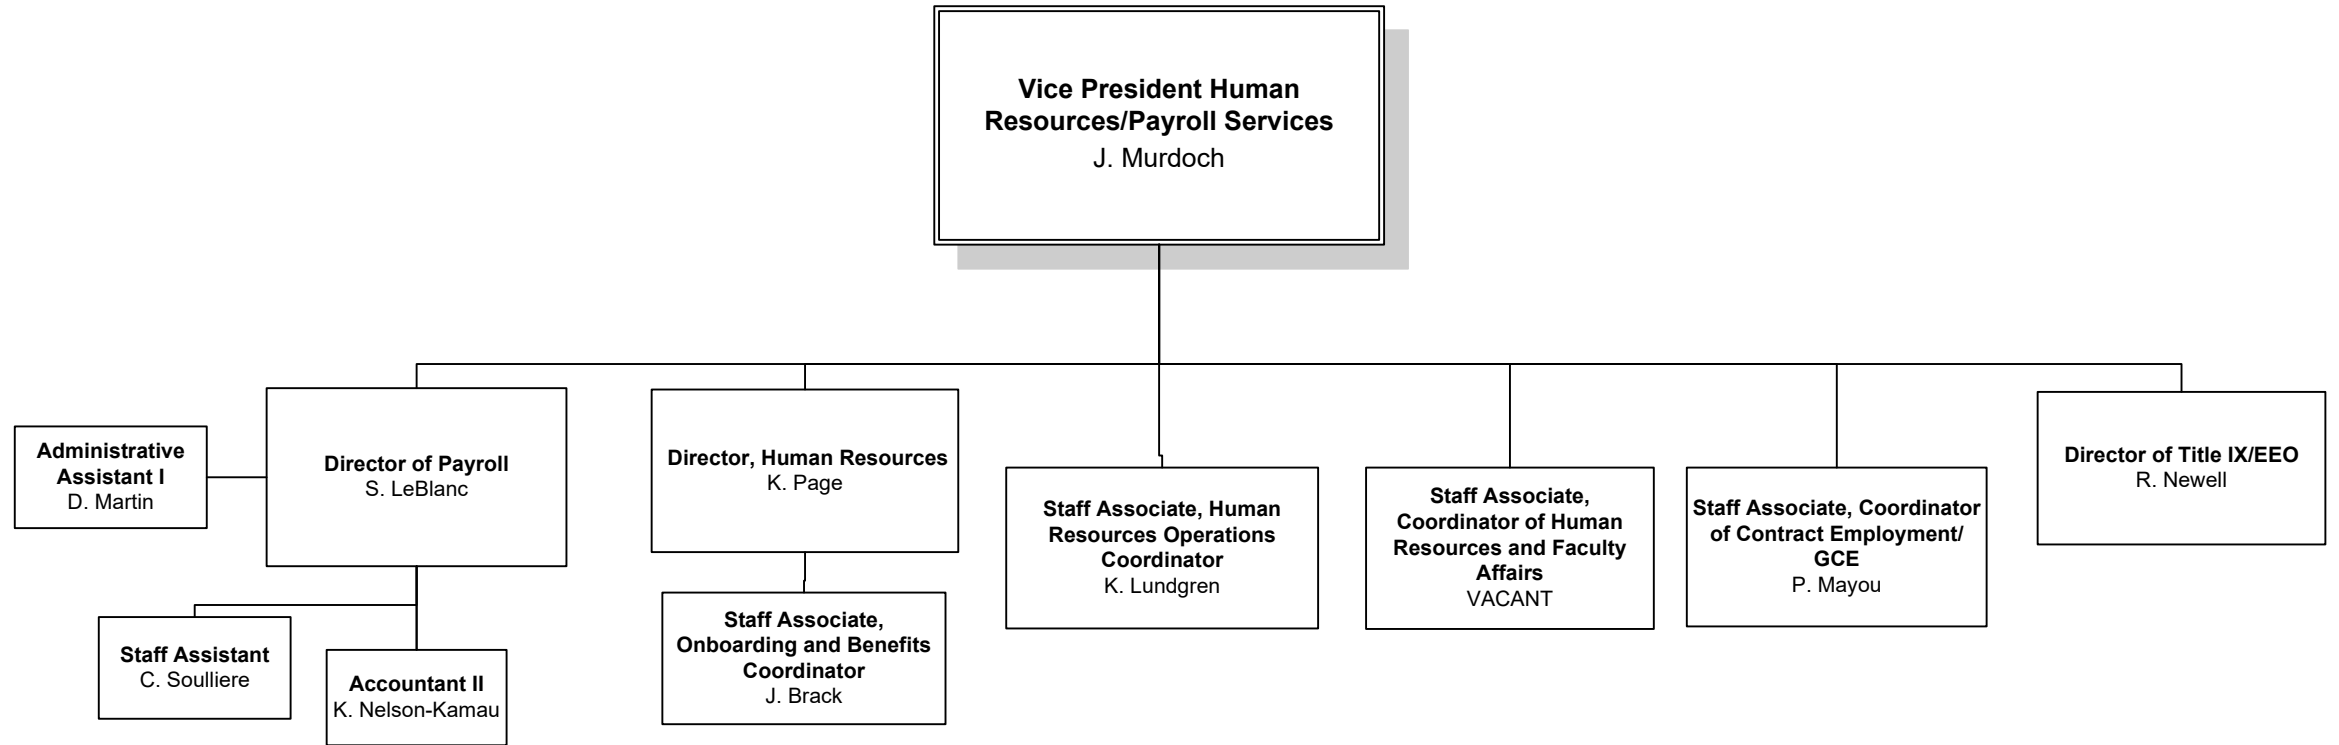 Vice President Human
Resources/Payroll Services
J. Murdoch
Administrative
Assistant I
D. Martin
Director of Payroll
S. LeBlanc
Director, Human Resources
K. Page
Staff Associate, Human
Resources Operations
Coordinator
K. Lundgren
Staff Associate,
Coordinator of Human
Resources and Faculty
Affairs
VACANT
Staff Associate, Coordinator
of Contract Employment/
GCE
P. Mayou
Director of Title IX/EEO
R. Newell
Staff Assistant
C. Soulliere
Accountant II
K. Nelson-Kamau
Staff Associate,
Onboarding and Benefits
Coordinator
J. Brack